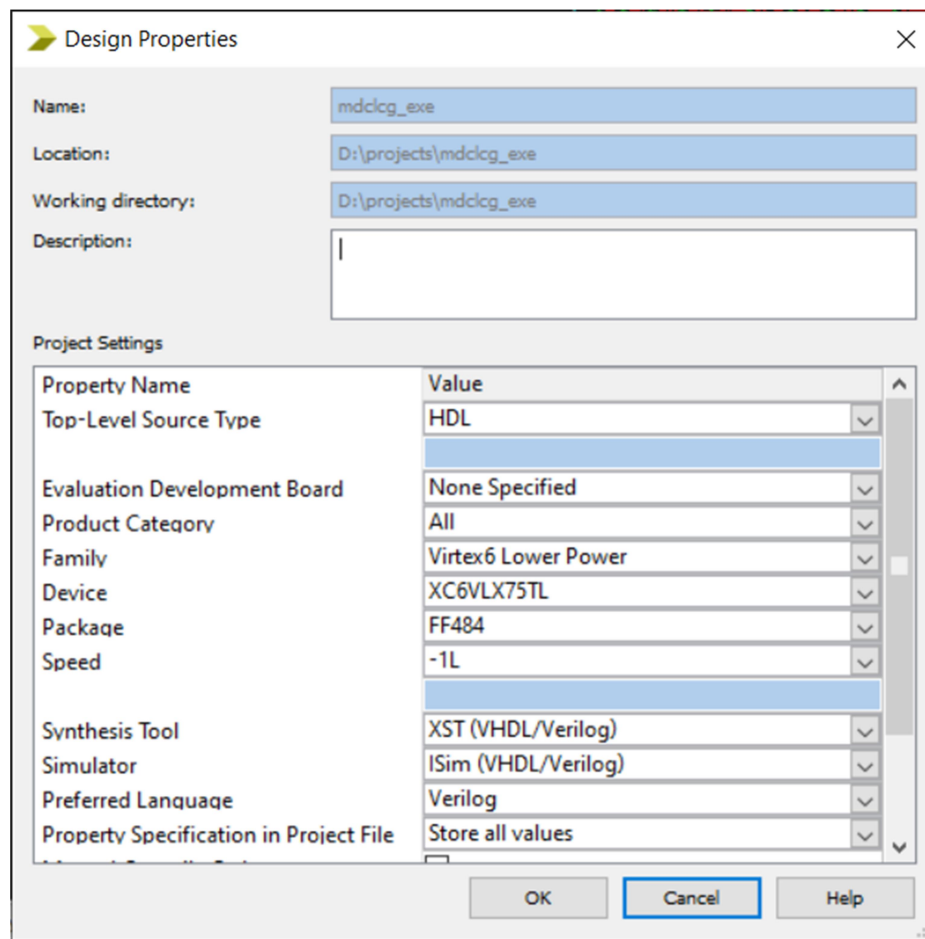 Design Properties
Name: mdclcg_exe
Location: D:\projects\mdclcg_exe
Working directory: D:\projects\mdclcg_exe
Description:
Project Settings
Property Name Value
Top-Level Source Type HDL
Evaluation Development Board None Specified
Product Category All
Family Virtex6 Lower Power
Device XC6VLX75TL
Package FF484
Speed -1L
Synthesis Tool XST (VHDL/Verilog)
Simulator ISim (VHDL/Verilog)
Preferred Language Verilog
Property Specification in Project File Store all values
OK Cancel Help